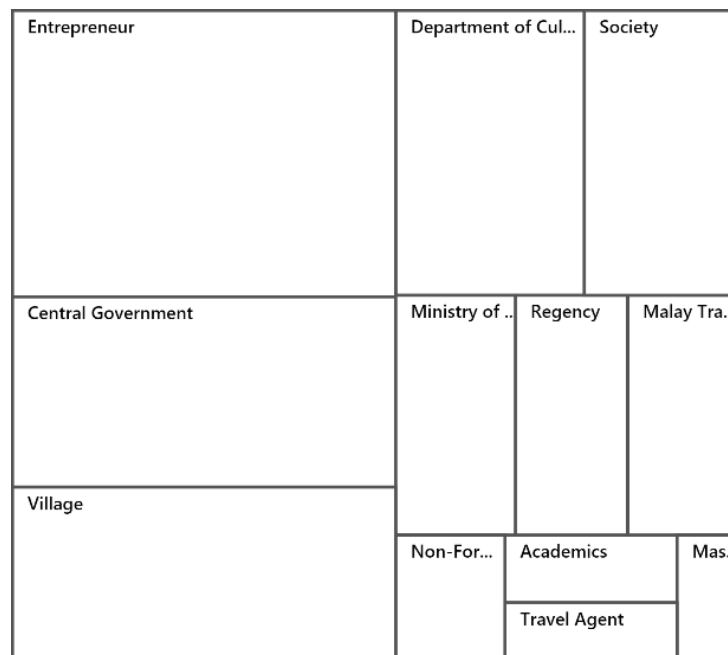 Entrepreneur
Department of Cul...
Society
Central Government
Ministry of ..
Regency
Malay Tra.
Village
Non-For...
Academics
Mas.
Travel Agent